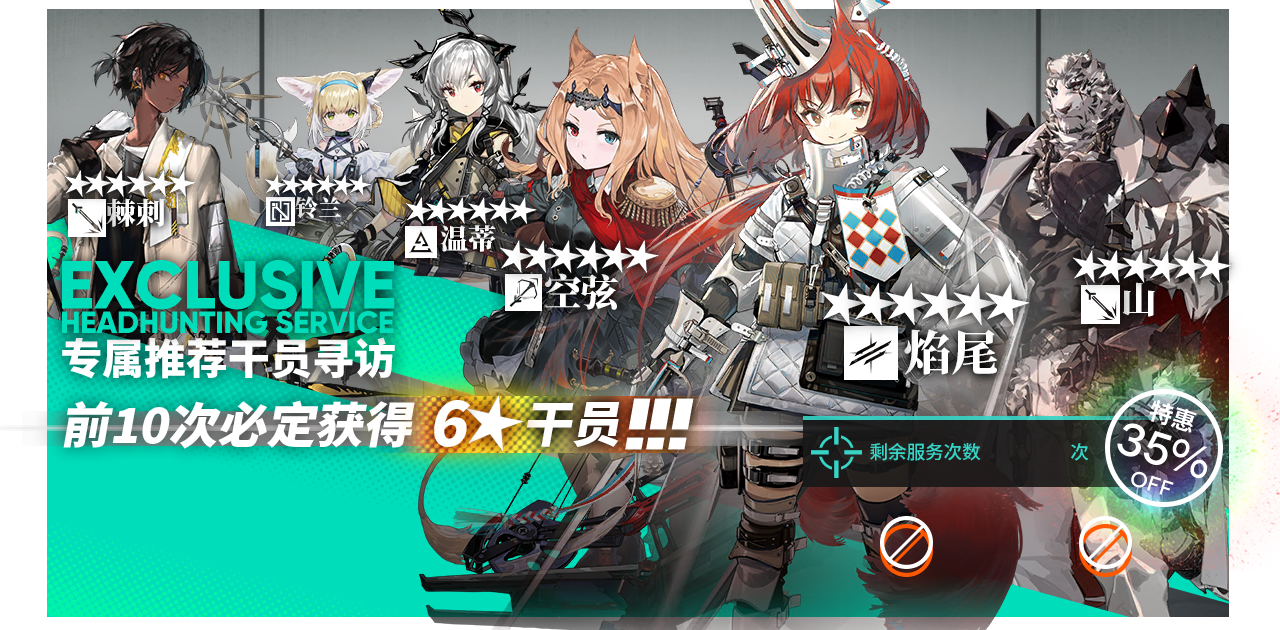 ★★★★★★
棘刺
★★★★★★
铃兰
★★★★★★
温蒂
★★★★★★
空弦
★★★★★★
焰尾
★★★★★★
山
EXCLUSIVE
HEADHUNTING SERVICE
专属推荐干员寻访
前10次必定获得6★干员!!!
剩余服务次数 次
特惠
35%
OFF